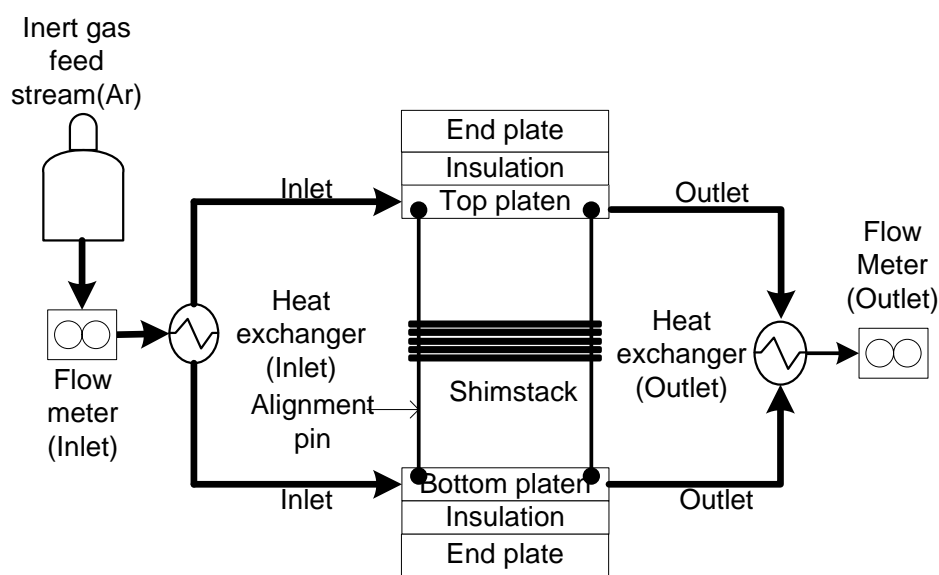 Inert gas
feed
stream(Ar)
End plate
Insulation
Top platen
Inlet
Outlet
Flow
Meter
(Outlet)
Heat
exchanger
(Inlet)
Heat
exchanger
(Outlet)
Flow
meter
(Inlet)
Alignment
pin
Shimstack
Inlet
Bottom platen
Outlet
Insulation
End plate